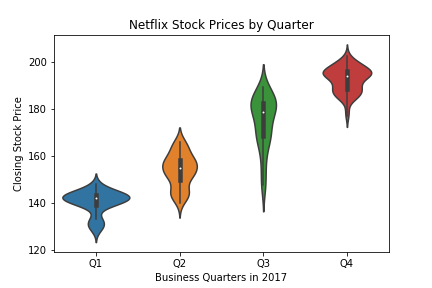 Netflix Stock Prices by Quarter
200
180
160
140
120
Closing Stock Price
Q1 Q2 Q3 Q4
Business Quarters in 2017